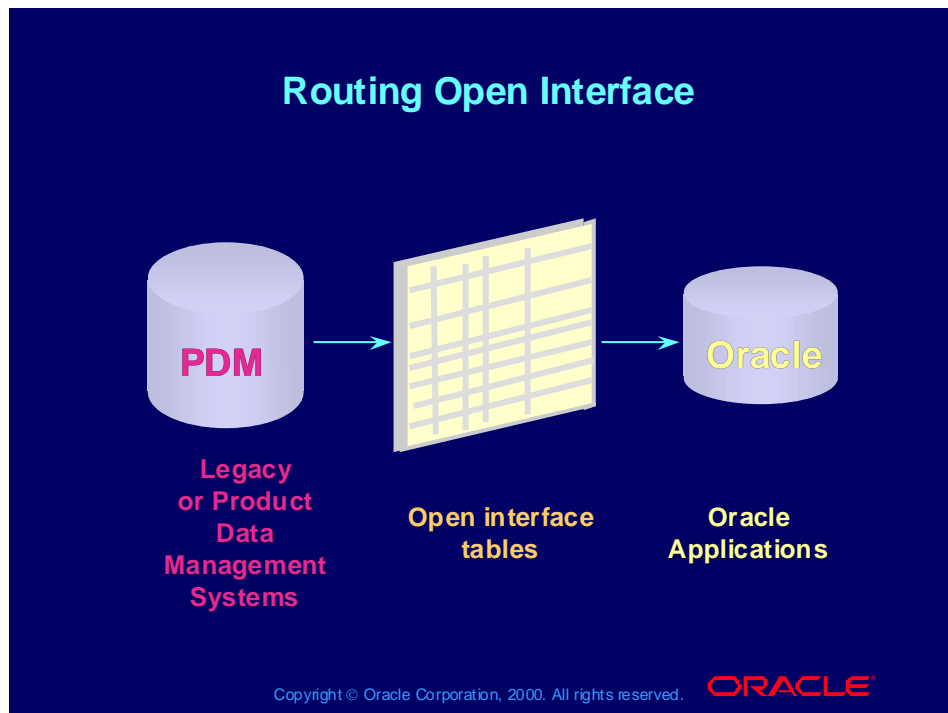 Routing Open Interface
PDM
Oracle
Legacy
or Product
Data
Management
Systems
Open interface
tables
Oracle
Applications
Copyright © Oracle Corporation, 2000. All rights reserved.
ORACLE®